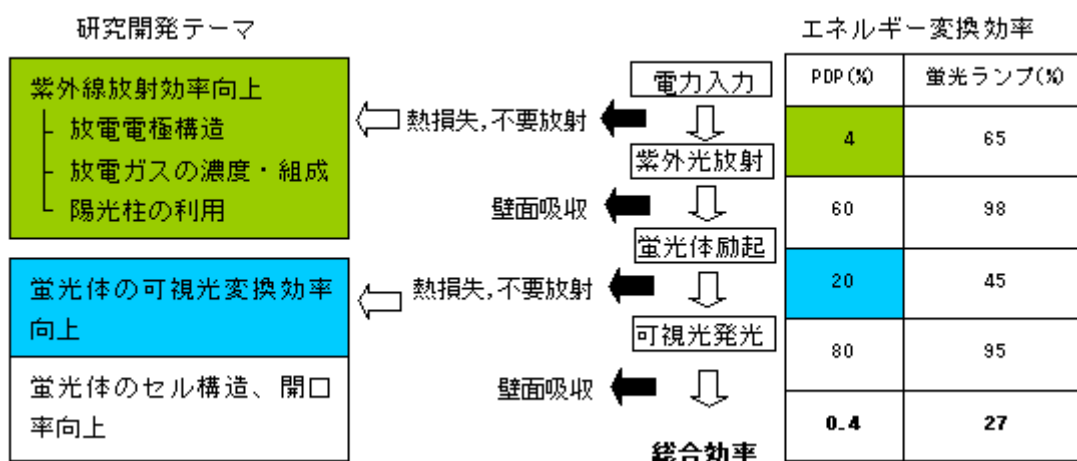 研究開発テーマ
エネルギー変換効率
紫外線放射効率向上
放電電極構造
放電ガスの濃度・組成
陽光柱の利用
蛍光体の可視光変換効率
向上
蛍光体のセル構造、開口
率向上
熱損失,不要放射
壁面吸収
熱損失,不要放射
壁面吸収
電力入力
紫外光放射
蛍光体励起
可視光発光
総合効率
PDP(%) 蛍光ランプ(%)
4 65
60 98
20 45
80 95
0.4 27